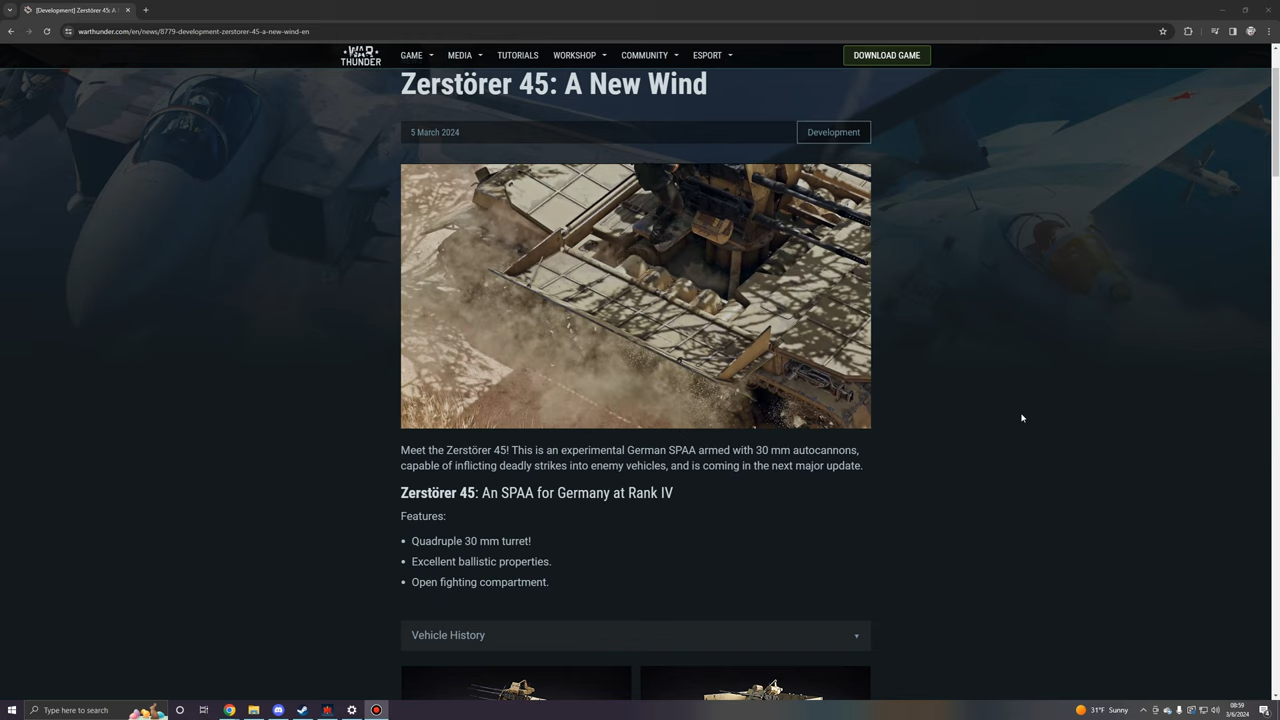 [Development] Zerstörer 45: A
warthunder.com/en/news/8779-development-zerstorer-45-a-new-wind-en
WAR THUNDER
GAME
MEDIA
TUTORIALS
WORKSHOP
COMMUNITY
ESPORT
DOWNLOAD GAME
Zerstörer 45: A New Wind
5 March 2024
Development
Meet the Zerstörer 45! This is an experimental German SPAA armed with 30 mm autocannons,
capable of inflicting deadly strikes into enemy vehicles, and is coming in the next major update.
Zerstörer 45: An SPAA for Germany at Rank IV
Features:
• Quadruple 30 mm turret!
• Excellent ballistic properties.
• Open fighting compartment.
Vehicle History
Type here to search
31°F Sunny
08:59
3/6/2024